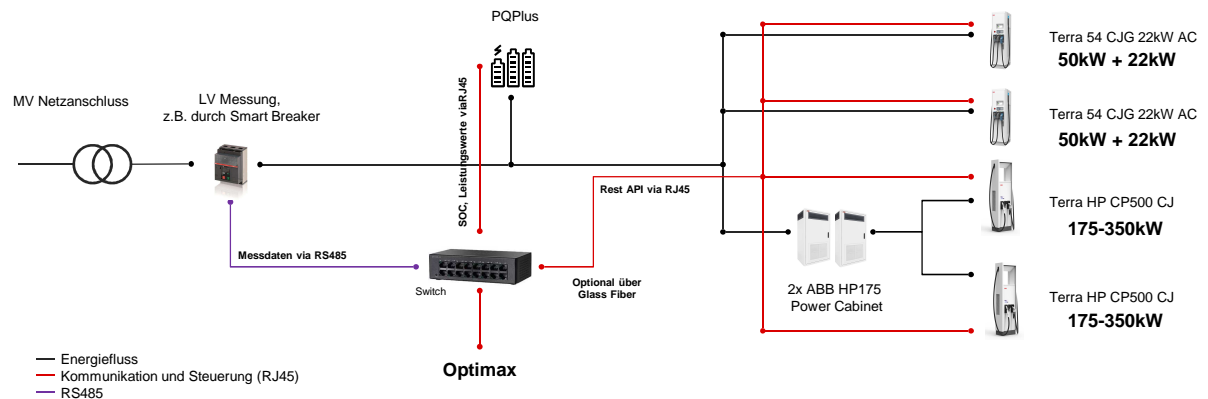 PQPlus
MV Netzanschluss
LV Messung,
z.B. durch Smart Breaker
SOC, Leistungswerte viaRJ45
Rest API via RJ45
Messdaten via RS485
Switch
Optional über
Glass Fiber
Optimax
2x ABB HP175
Power Cabinet
Terra 54 CJG 22kW AC
50kW + 22kW
Terra 54 CJG 22kW AC
50kW + 22kW
Terra HP CP500 CJ
175-350kW
Terra HP CP500 CJ
175-350kW
Energiefluss
Kommunikation und Steuerung (RJ45)
RS485